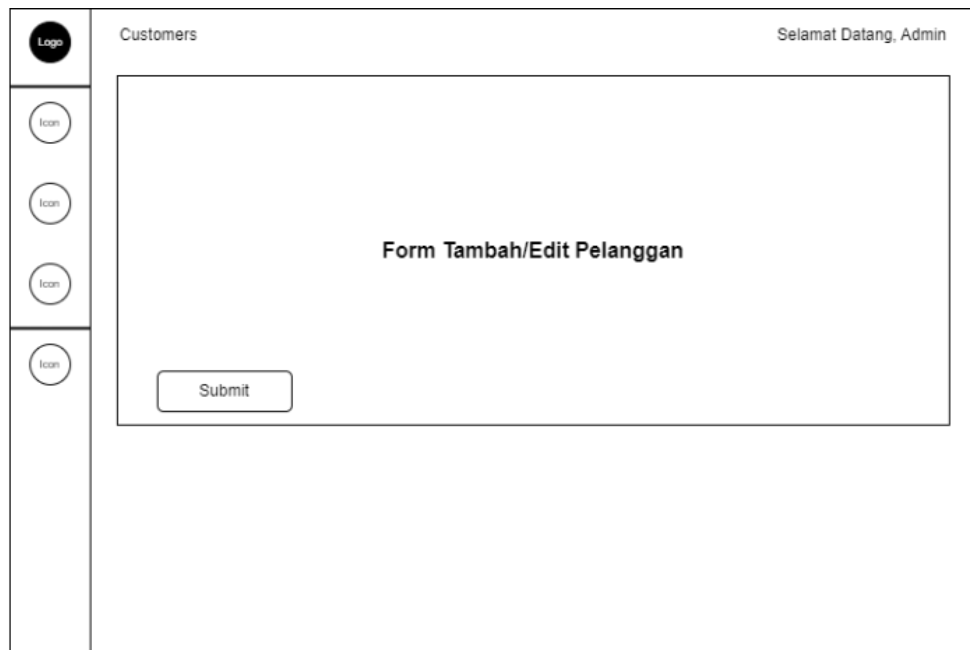 Logo
Customers
Selamat Datang, Admin
Icon
Icon
Icon
Icon
Form Tambah/Edit Pelanggan
Submit